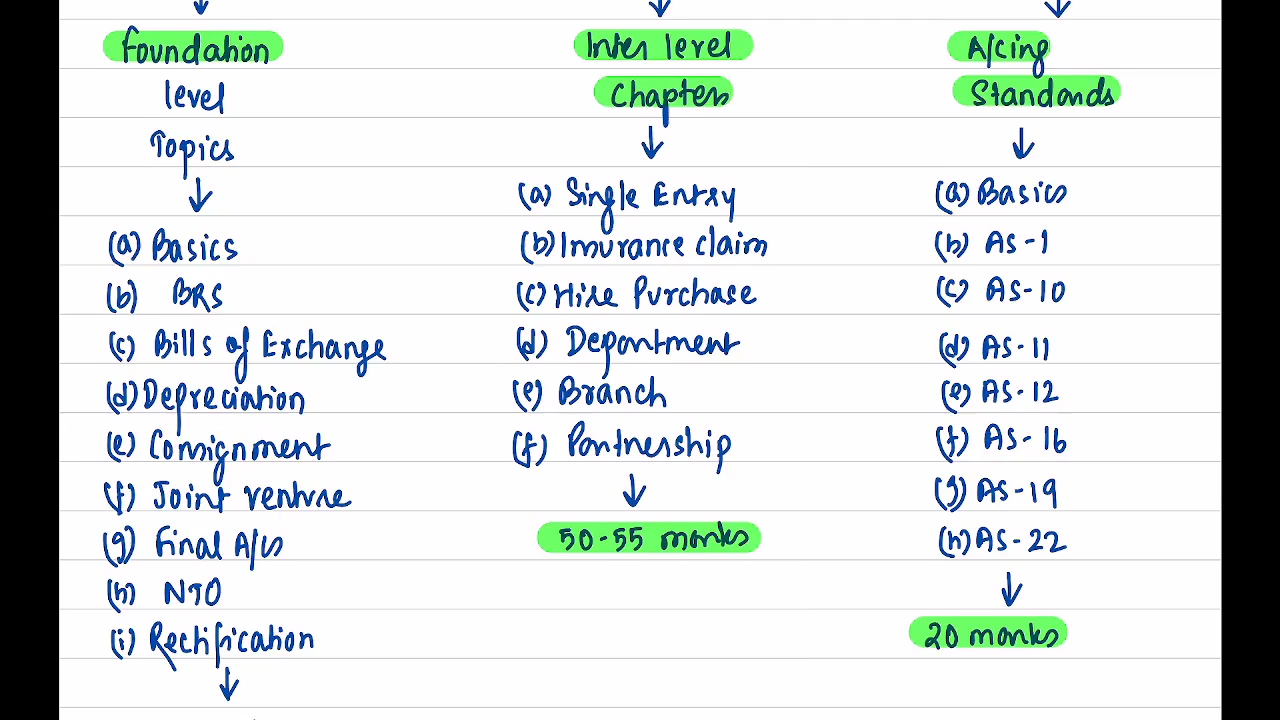 Foundation
level
Topics
(a) Basics
(b) BRS
(c) Bills of Exchange
(d) Depreciation
(e) Consignment
(f) Joint venture
(g) Final A/cs
(h) NTO
(i) Rectification
Inter level
Chapters
(a) Single Entry
(b) Insurance claim
(c) Hire Purchase
(d) Department
(e) Branch
(f) Partnership
50-55 marks
A/cing
Standards
(a) Basics
(b) AS-1
(c) AS-10
(d) AS-11
(e) AS-12
(f) AS-16
(g) AS-19
(h) AS-22
20 marks